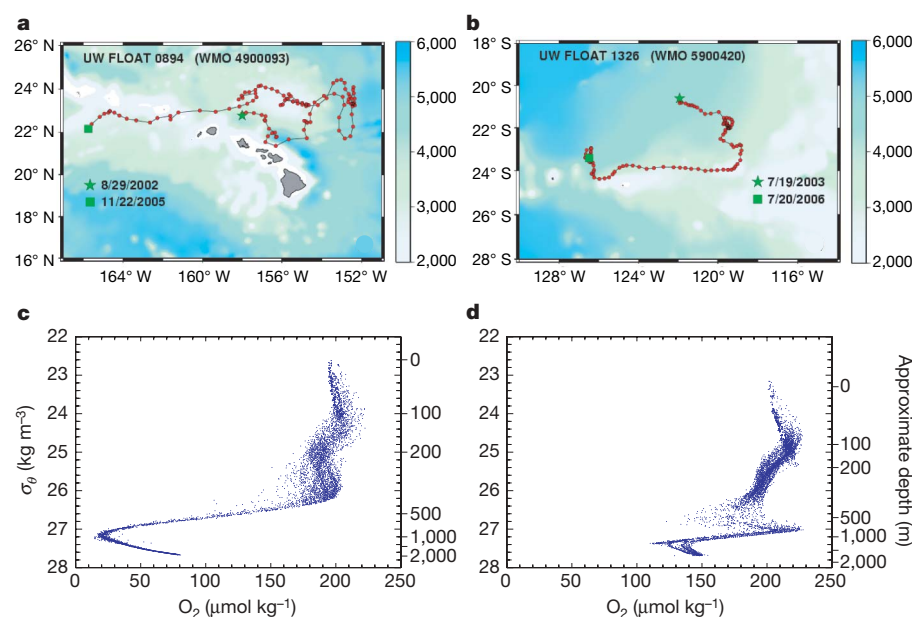 a
UW FLOAT 0894 (WMO 4900093)
26° N
24° N
22° N
20° N
18° N
16° N
8/29/2002
11/22/2005
164° W
160° W
156° W
152° W
6,000
5,000
4,000
3,000
2,000
b
UW FLOAT 1326 (WMO 5900420)
18° S
20° S
22° S
24° S
26° S
28° S
7/19/2003
7/20/2006
128° W
124° W
120° W
116° W
6,000
5,000
4,000
3,000
2,000
c
22
23
24
25
26
27
28
σθ (kg m–3)
0
100
200
500
1,000
2,000
0
50
100
150
200
250
O2 (μmol kg–1)
d
22
23
24
25
26
27
28
0
100
200
500
1,000
2,000
Approximate depth (m)
0
50
100
150
200
250
O2 (μmol kg–1)